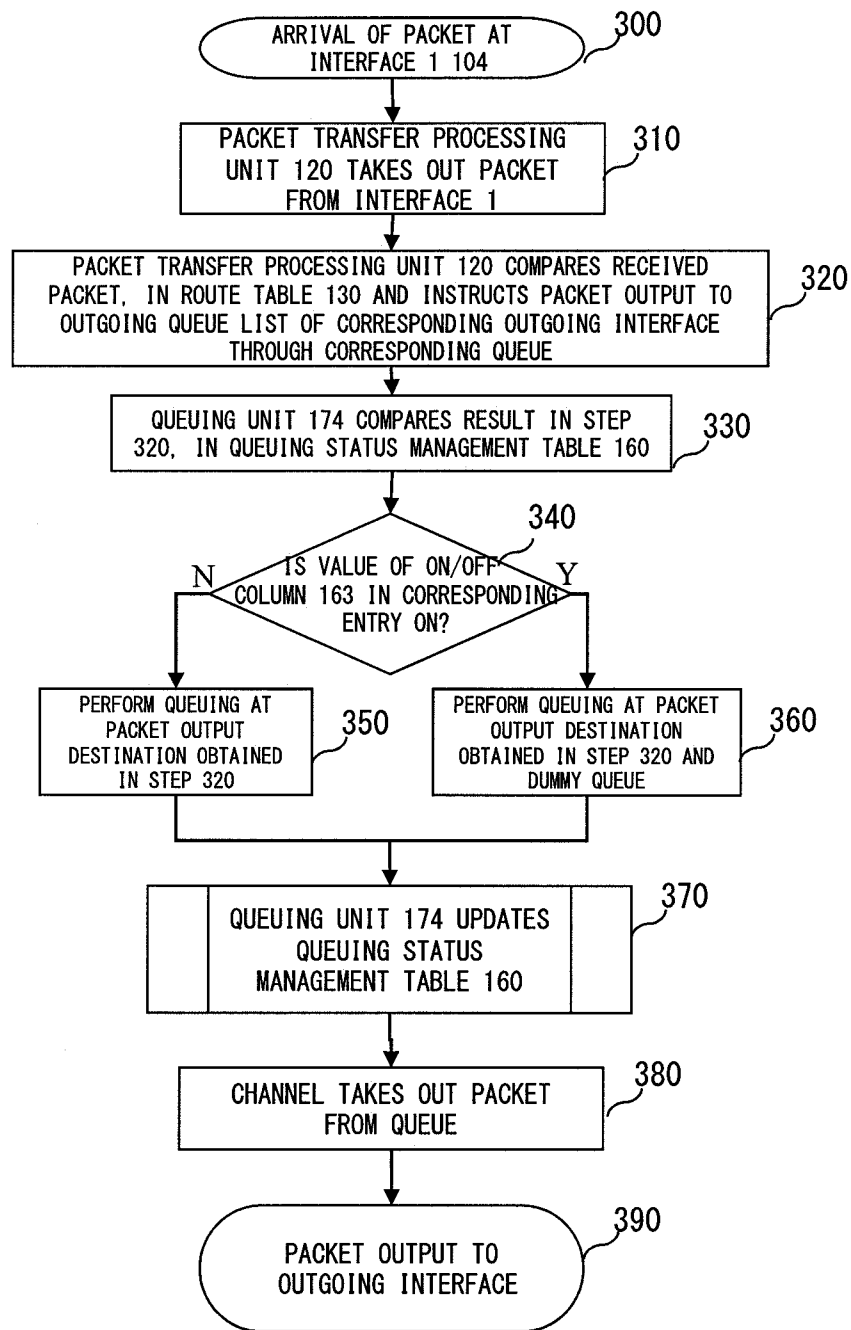 ARRIVAL OF PACKET AT
INTERFACE 1 104
300
PACKET TRANSFER PROCESSING
UNIT 120 TAKES OUT PACKET
FROM INTERFACE 1
310
PACKET TRANSFER PROCESSING UNIT 120 COMPARES RECEIVED
PACKET, IN ROUTE TABLE 130 AND INSTRUCTS PACKET OUTPUT TO
OUTGOING QUEUE LIST OF CORRESPONDING OUTGOING INTERFACE
THROUGH CORRESPONDING QUEUE
320
QUEUING UNIT 174 COMPARES RESULT IN STEP
320, IN QUEUING STATUS MANAGEMENT TABLE 160
330
340
N
IS VALUE OF ON/OFF
COLUMN 163 IN CORRESPONDING
ENTRY ON?
Y
PERFORM QUEUING AT
PACKET OUTPUT
DESTINATION OBTAINED
IN STEP 320
350
PERFORM QUEUING AT PACKET
OUTPUT DESTINATION
OBTAINED IN STEP 320 AND
DUMMY QUEUE
360
QUEUING UNIT 174 UPDATES
QUEUING STATUS
MANAGEMENT TABLE 160
370
CHANNEL TAKES OUT PACKET
FROM QUEUE
380
PACKET OUTPUT TO
OUTGOING INTERFACE
390